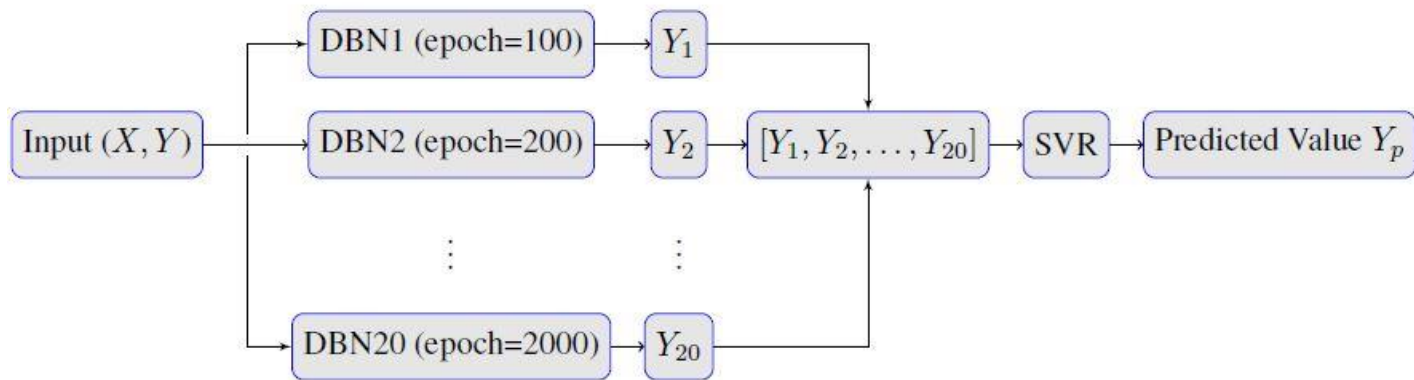 DBN1 (epoch=100)
Y₁
Input (X, Y)
DBN2 (epoch=200)
Y₂
[Y₁, Y₂, . . . , Y₂₀]
SVR
Predicted Value Yₚ
⋮
⋮
DBN20 (epoch=2000)
Y₂₀